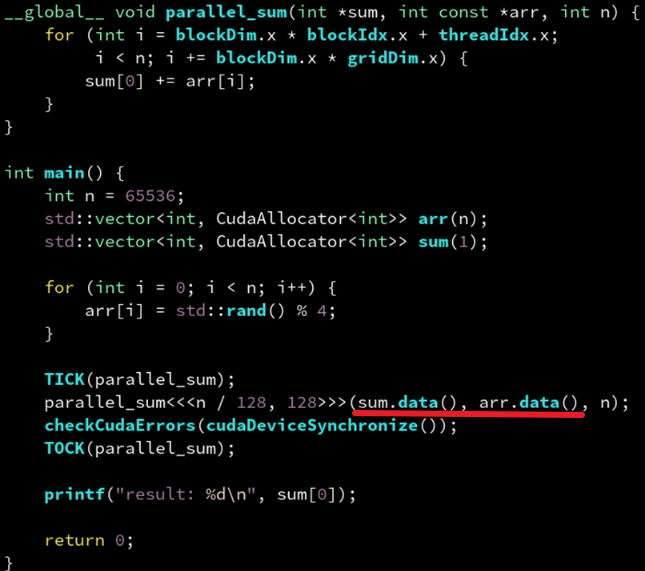 __global__ void parallel_sum(int *sum, int const *arr, int n) {
    for (int i = blockDim.x * blockIdx.x + threadIdx.x;
         i < n; i += blockDim.x * gridDim.x) {
        sum[0] += arr[i];
    }
}

int main() {
    int n = 65536;
    std::vector<int, CudaAllocator<int>> arr(n);
    std::vector<int, CudaAllocator<int>> sum(1);

    for (int i = 0; i < n; i++) {
        arr[i] = std::rand() % 4;
    }

    TICK(parallel_sum);
    parallel_sum<<<n / 128, 128>>>(sum.data(), arr.data(), n);
    checkCudaErrors(cudaDeviceSynchronize());
    TOCK(parallel_sum);

    printf("result: %d\n", sum[0]);

    return 0;
}